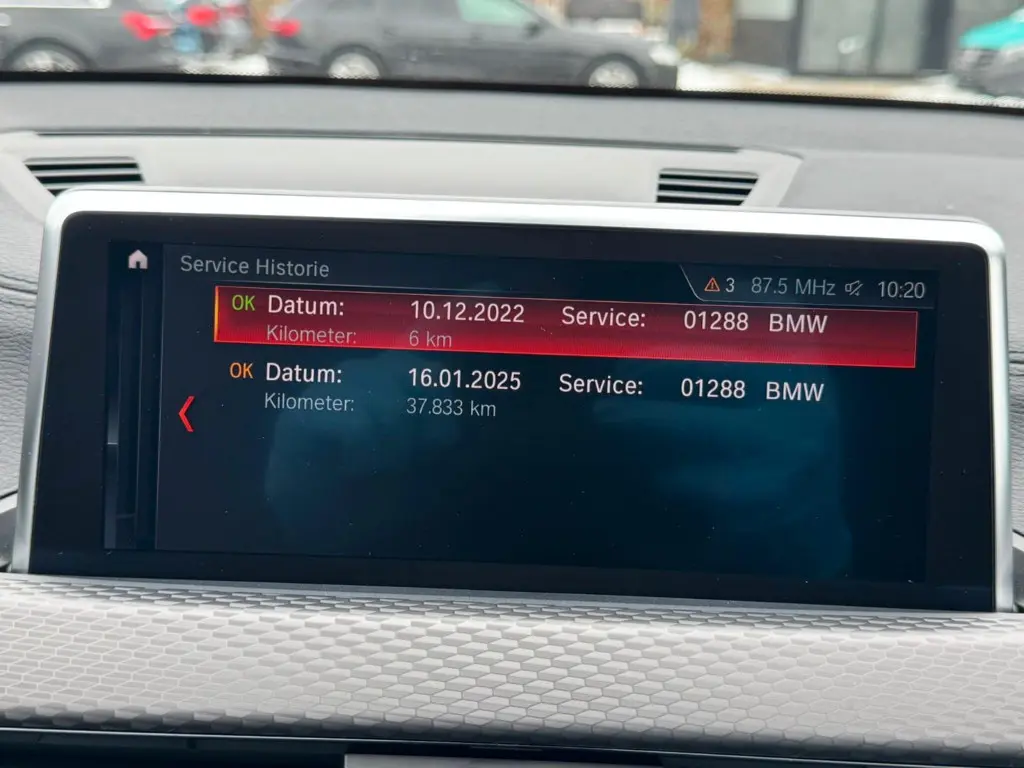 Service Historie
3 87.5 MHz 10:20
OK Datum: 10.12.2022 Service: 01288 BMW
Kilometer: 6 km
OK Datum: 16.01.2025 Service: 01288 BMW
Kilometer: 37.833 km